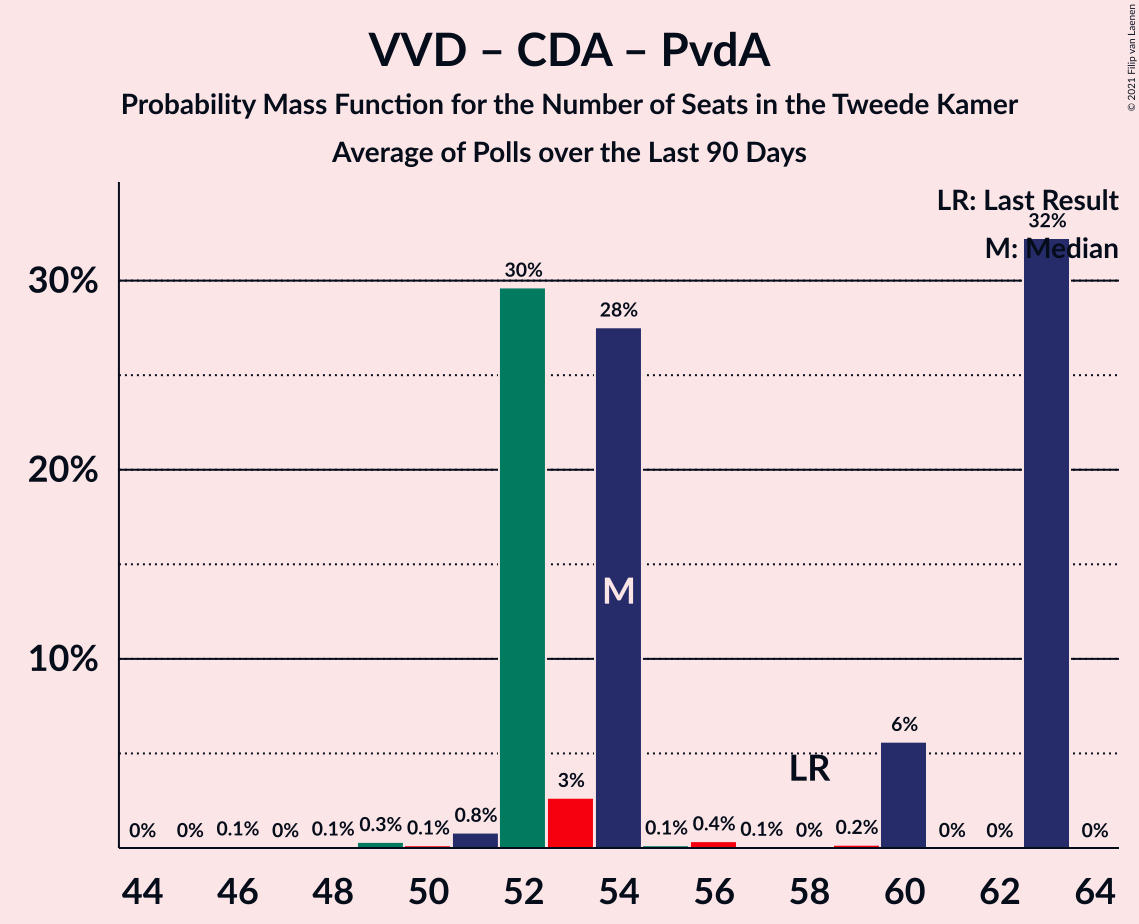 VVD – CDA – PvdA
Probability Mass Function for the Number of Seats in the Tweede Kamer
Average of Polls over the Last 90 Days
© 2021 Filip van Laenen
LR: Last Result
M: Median
30%
20%
10%
0% 0% 0.1% 0% 0.1% 0.3% 0.1% 0.8% 30% 3% 28% 0.1% 0.4% 0.1% 0% 0.2% 6% 0% 0% 32% 0%
M
LR
44 46 48 50 52 54 56 58 60 62 64